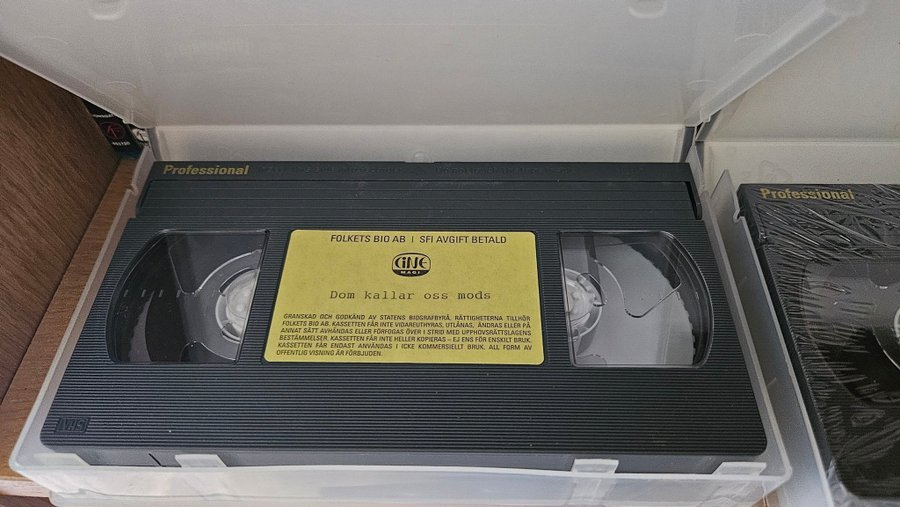 Professional
FOLKETS BIO AB | SFI AVGIFT BETALD
CINE
MAGI
Dom kallar oss mods
GRANSKAD OCH GODKÄND AV STATENS BIOGRAFBYRÅ. RÄTTIGHETERNA TILLHÖR
FOLKETS BIO AB. KASSETTEN FÅR INTE VIDAREUTHYRAS, UTLÅNAS, ÄNDRAS ELLER PÅ
ANNAT SÄTT AVHÄNDAS ELLER FÖRFOGAS ÖVER I STRID MED UPPHOVSRÄTTSLAGENS
BESTÄMMELSER. KASSETTEN FÅR INTE HELLER KOPIERAS – EJ ENS FÖR ENSKILT BRUK.
KASSETTEN FÅR ENDAST ANVÄNDAS I ICKE KOMMERSIELLT BRUK. ALL FORM AV
OFFENTLIG VISNING ÄR FÖRBJUDEN.
VHS
Professional